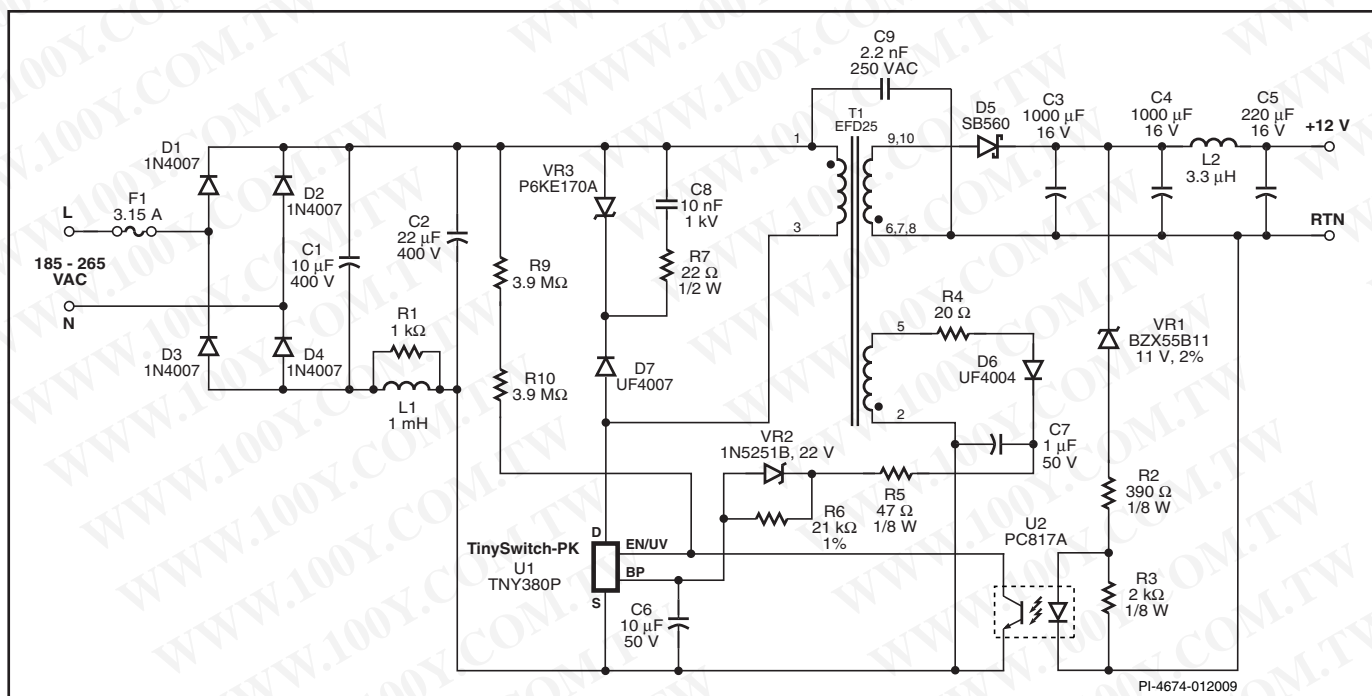 C9
2.2 nF
250 VAC
D5
SB560
C3
1000 µF
16 V
C4
1000 µF
16 V
C5
220 µF
16 V
+12 V
L2
3.3 µH
RTN
T1
EFD25
1
3
9,10
6,7,8
D1
1N4007
D2
1N4007
F1
3.15 A
L
185 - 265
VAC
N
C1
10 µF
400 V
C2
22 µF
400 V
D3
1N4007
D4
1N4007
R1
1 kΩ
L1
1 mH
VR3
P6KE170A
C8
10 nF
1 kV
R7
22 Ω
1/2 W
R9
3.9 MΩ
R10
3.9 MΩ
D7
UF4007
5
2
R4
20 Ω
D6
UF4004
C7
1 µF
50 V
VR1
BZX55B11
11 V, 2%
VR2
1N5251B, 22 V
R5
47 Ω
1/8 W
R6
21 kΩ
1%
R2
390 Ω
1/8 W
U2
PC817A
R3
2 kΩ
1/8 W
TinySwitch-PK
U1
TNY380P
D
EN/UV
BP
S
C6
10 µF
50 V
PI-4674-012009
WWW.100Y.COM.TW